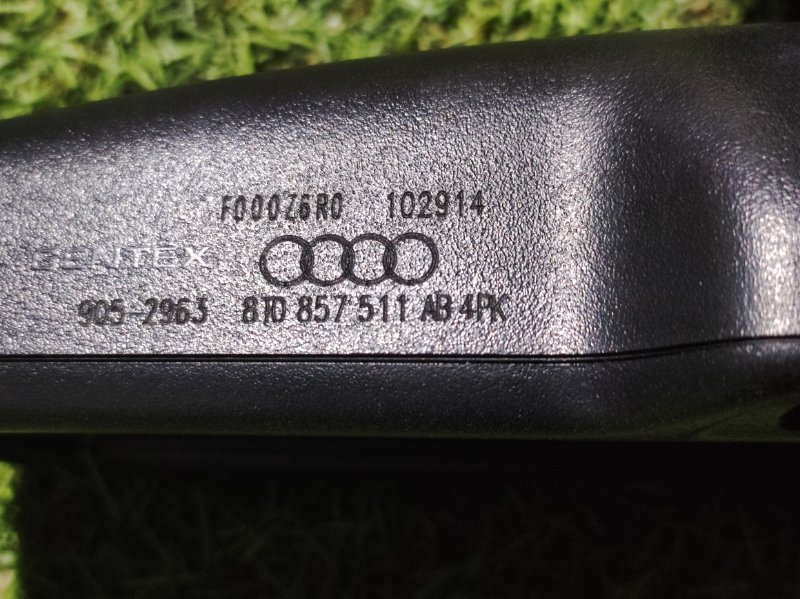 F000Z6R0 102914
GENTEX
905-2963 8T0 857 511 AB 4PK